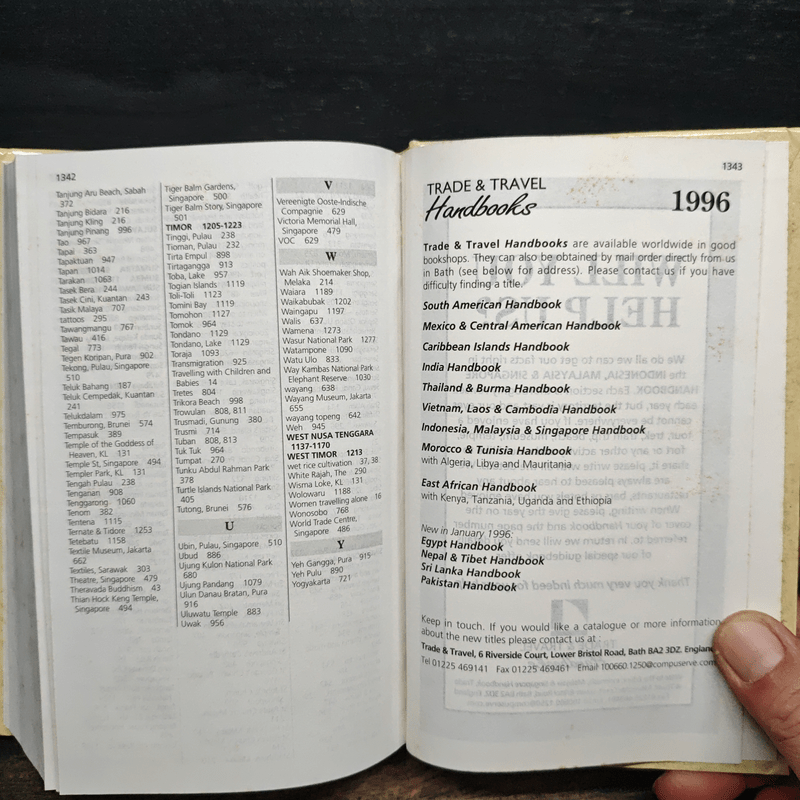 1342
Tanjung Aru Beach, Sabah
372
Tanjung Bidara 216
Tanjung Kling 216
Tanjung Pinang 996
Tao 967
Tapai 363
Tapaktuan 947
Tapan 1014
Tarakan 1063
Tasek Bera 244
Tasek Cini, Kuantan 243
Tasik Malaya 707
tattoos 295
Tawangmangu 767
Tawau 416
Tegal 773
Tegen Koripan, Pura 902
Tekong, Pulau, Singapore
510
Teluk Bahang 187
Teluk Cempedak, Kuantan
241
Telukdalam 975
Temburong, Brunei 574
Tempasuk 389
Temple of the Goddess of
Heaven, KL 131
Temple St, Singapore 494
Templer Park, KL 131
Tengah Pulau 238
Tenganan 908
Tenggarong 1060
Tenom 382
Tentena 1115
Ternate & Tidore 1253
Tetebatu 1158
Textile Museum, Jakarta
662
Textiles, Sarawak 303
Theatre, Singapore 479
Theravada Buddhism 43
Thian Hock Keng Temple,
Singapore 494
Tiger Balm Gardens,
Singapore 500
Tiger Balm Story, Singapore
501
TIMOR 1205-1223
Tinggi, Pulau 238
Tioman, Pulau 232
Tirta Empul 898
Tirtagangga 913
Toba, Lake 957
Togian Islands 1119
Toli-Toli 1123
Tomini Bay 1119
Tomohon 1127
Tomok 964
Tondano 1129
Tondano, Lake 1129
Toraja 1093
Transmigration 925
Travelling with Children and
Babies 14
Tretes 804
Trikora Beach 998
Trowulan 808, 811
Trusmadi, Gunung 380
Trusmi 714
Tuban 808, 813
Tuk Tuk 964
Tumpat 270
Tunku Abdul Rahman Park
378
Turtle Islands National Park
405
Tutong, Brunei 576
U
Ubin, Pulau, Singapore 510
Ubud 886
Ujung Kulon National Park
680
Ujung Pandang 1079
Ulun Danau Bratan, Pura
916
Uluwatu Temple 883
Uwak 956
V
Vereenigte Ooste-Indische
Compagnie 629
Victoria Memorial Hall,
Singapore 479
VOC 629
W
Wah Aik Shoemaker Shop,
Melaka 214
Waiara 1189
Waikabubak 1202
Waingapu 1197
Walis 637
Wamena 1273
Wasur National Park 1277
Watampone 1090
Watu Ulo 833
Way Kambas National Park
Elephant Reserve 1030
wayang 638
Wayang Museum, Jakarta
655
wayang topeng 642
Weh 945
WEST NUSA TENGGARA
1137-1170
WEST TIMOR 1213
wet rice cultivation 37, 38
White Rajah, The 290
Wisma Loke, KL 131
Wolowaru 1188
Women travelling alone 16
Wonosobo 768
World Trade Centre,
Singapore 486
Y
Yeh Gangga, Pura 915
Yeh Pulu 890
Yogyakarta 721
1343
TRADE & TRAVEL
Handbooks 1996
Trade & Travel Handbooks are available worldwide in good
bookshops. They can also be obtained by mail order directly from us
in Bath (see below for address). Please contact us if you have
difficulty finding a title.
South American Handbook
Mexico & Central American Handbook
Caribbean Islands Handbook
India Handbook
Thailand & Burma Handbook
Vietnam, Laos & Cambodia Handbook
Indonesia, Malaysia & Singapore Handbook
Morocco & Tunisia Handbook
with Algeria, Libya and Mauritania
East African Handbook
with Kenya, Tanzania, Uganda and Ethiopia
New in January 1996:
Egypt Handbook
Nepal & Tibet Handbook
Sri Lanka Handbook
Pakistan Handbook
Keep in touch. If you would like a catalogue or more information
about the new titles please contact us at :
Trade & Travel, 6 Riverside Court, Lower Bristol Road, Bath BA2 3DZ. England
Tel 01225 469141 Fax 01225 469461 Email 100660.1250@compuserve.com